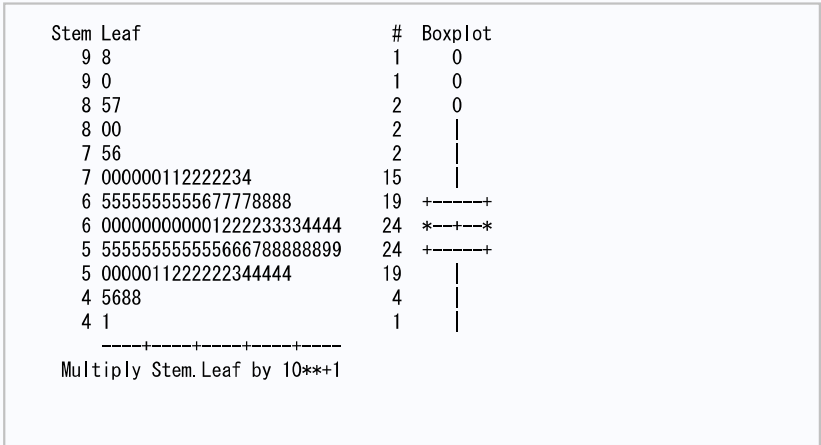 Stem Leaf # Boxplot
9 8 1 0
9 0 1 0
8 57 2 0
8 00 2 |
7 56 2 |
7 000000112222234 15 |
6 5555555555677778888 19 +-----+
6 000000000001222233334444 24 *--+--*
5 555555555555566678888899 24 +-----+
5 0000011222222344444 19 |
4 5688 4 |
4 1 1 |
----+----+----+----+----
Multiply Stem.Leaf by 10**+1